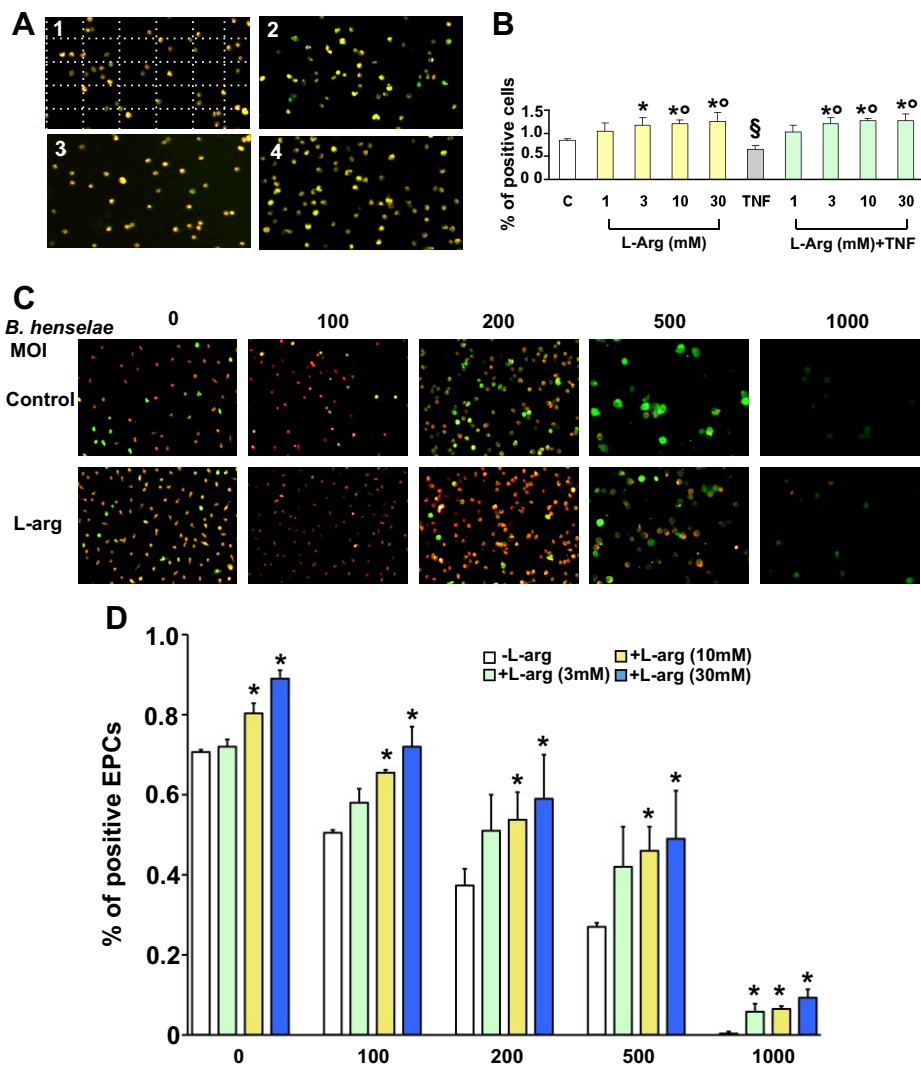 A
1
2
3
4
B
% of positive cells
1.5
1.0
0 0
* *° *° § *° *° *°
C 1 3 10 30 TNF 1 3 10 30
L-Arg (mM) L-Arg (mM)+TNF
C
B. henselae 0 100 200 500 1000
MOI
Control
L-arg
D
% of positive EPCs
1.0
0.8
0.6
0.4
0.2
0
-L-arg +L-arg (10mM)
+L-arg (3mM) +L-arg (30mM)
* *
* *
* *
* *
* * *
0 100 200 500 1000